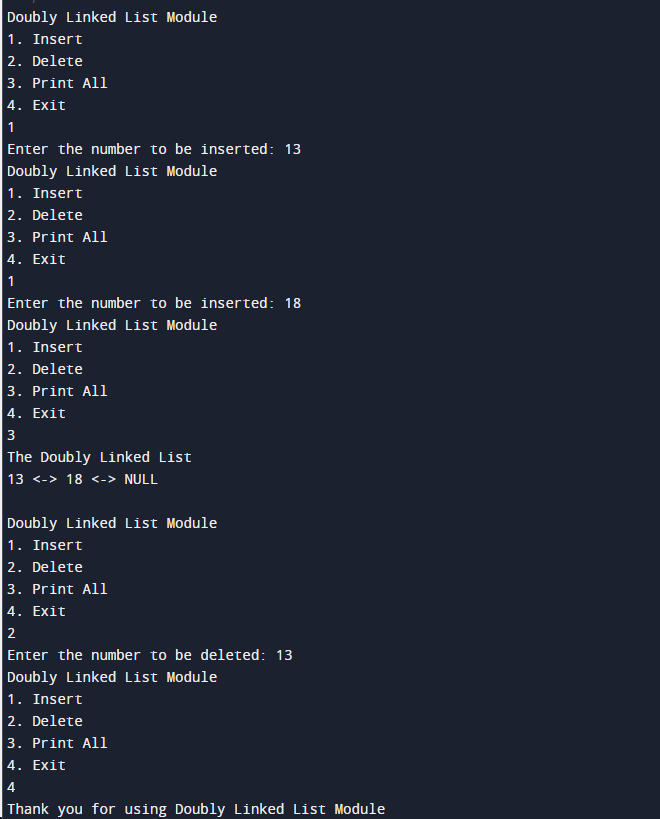 Doubly Linked List Module
1. Insert
2. Delete
3. Print All
4. Exit
1
Enter the number to be inserted: 13
Doubly Linked List Module
1. Insert
2. Delete
3. Print All
4. Exit
1
Enter the number to be inserted: 18
Doubly Linked List Module
1. Insert
2. Delete
3. Print All
4. Exit
3
The Doubly Linked List
13 <-> 18 <-> NULL

Doubly Linked List Module
1. Insert
2. Delete
3. Print All
4. Exit
2
Enter the number to be deleted: 13
Doubly Linked List Module
1. Insert
2. Delete
3. Print All
4. Exit
4
Thank you for using Doubly Linked List Module